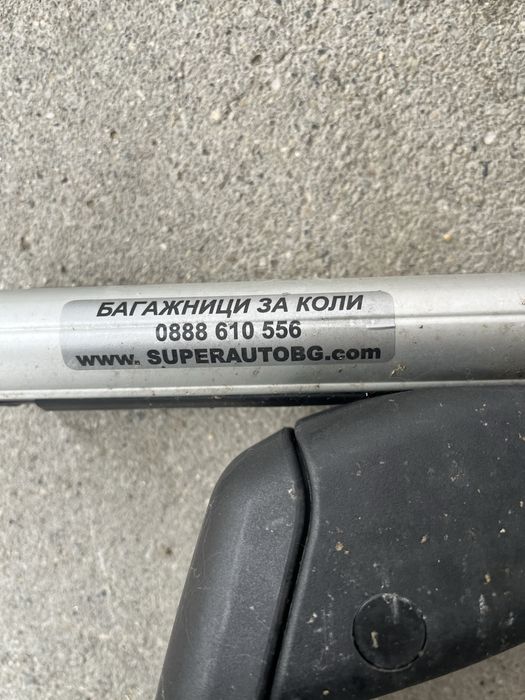 БАГАЖНИЦИ ЗА КОЛИ
0888 610 556
www. SUPERAUTOBG.com